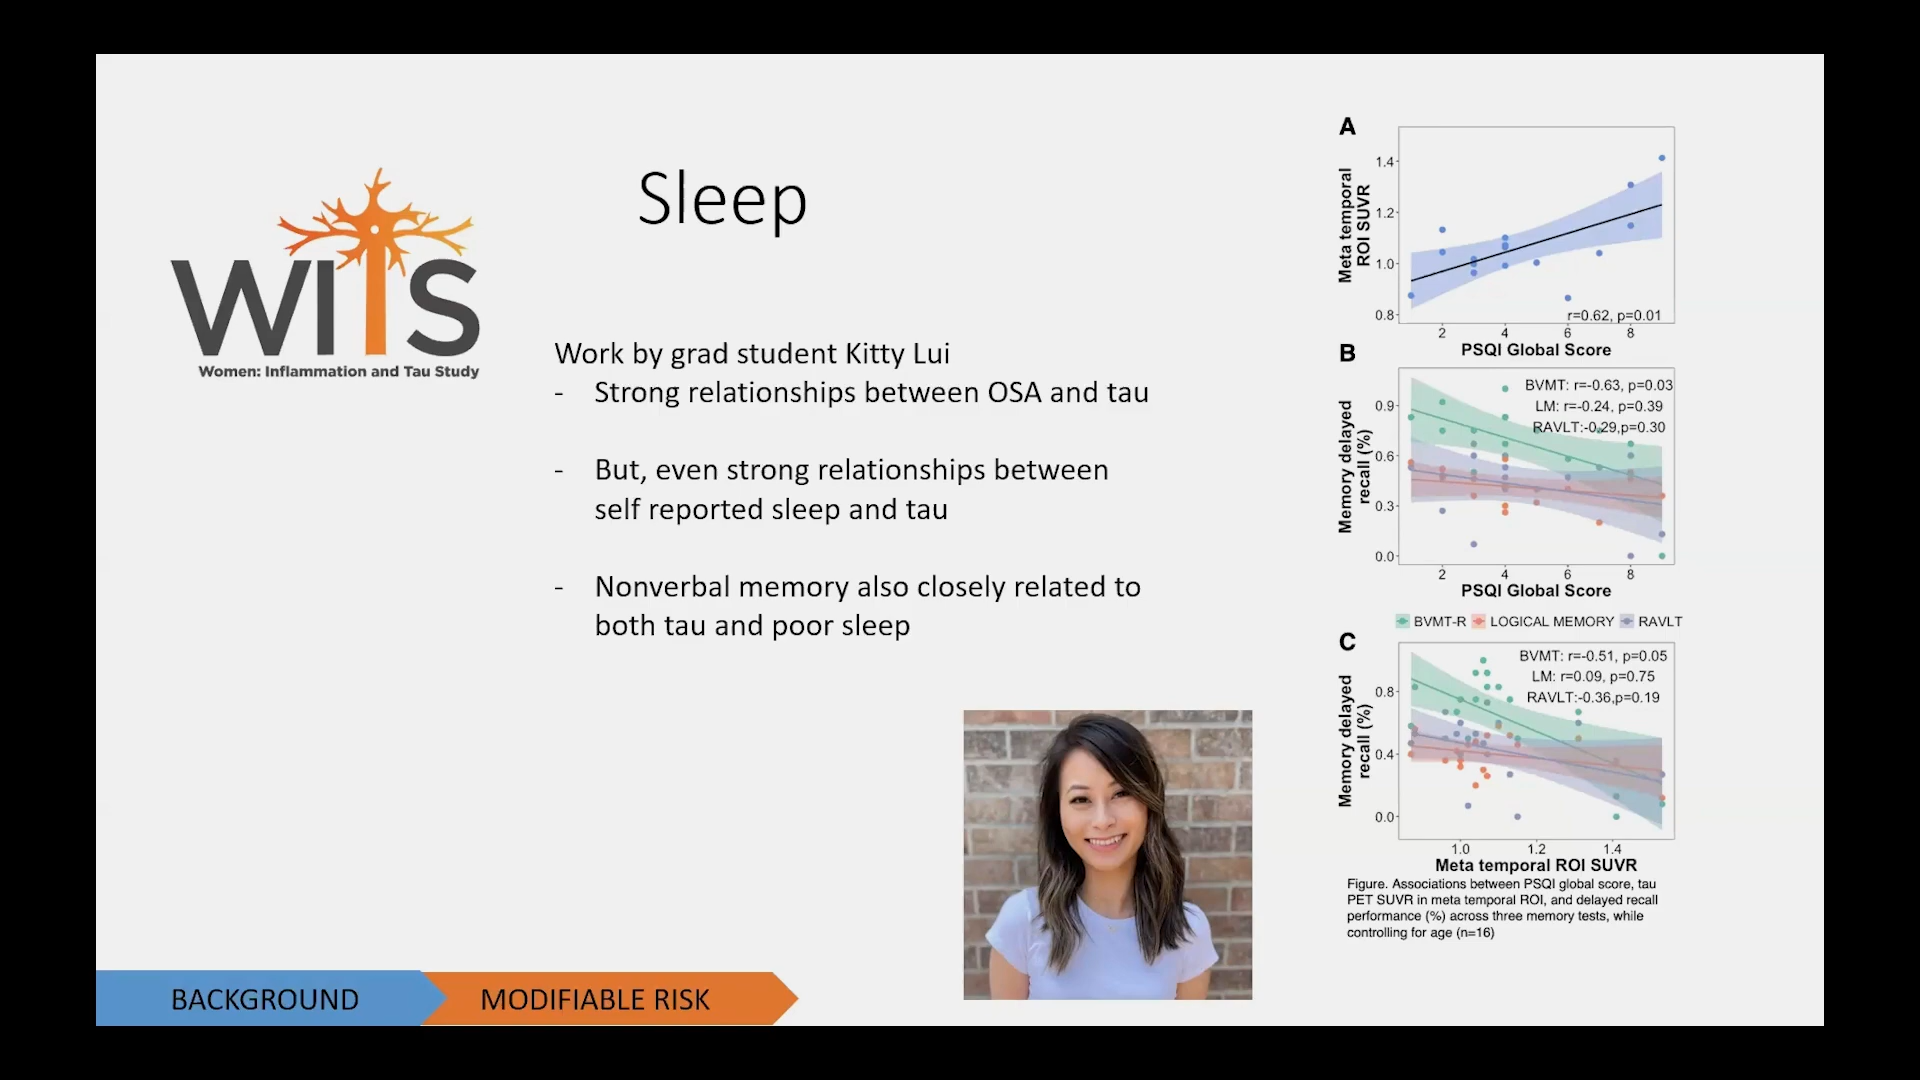 Sleep
WITS
Women: Inflammation and Tau Study
Work by grad student Kitty Lui
- Strong relationships between OSA and tau
- But, even strong relationships between
self reported sleep and tau
- Nonverbal memory also closely related to
both tau and poor sleep
BACKGROUND
MODIFIABLE RISK
A
Meta temporal
ROI SUVR
1.4
1.2
1.0
0.8
r=0.62, p=0.01
2 4 6 8
PSQI Global Score
B
Memory delayed
recall (%)
0.9
0.6
0.3
0.0
BVMT: r=-0.63, p=0.03
LM: r=-0.24, p=0.39
RAVLT:-0.29,p=0.30
2 4 6 8
PSQI Global Score
BVMT-R LOGICAL MEMORY RAVLT
C
Memory delayed
recall (%)
0.8
0.4
0.0
BVMT: r=-0.51, p=0.05
LM: r=0.09, p=0.75
RAVLT:-0.36,p=0.19
1.0 1.2 1.4
Meta temporal ROI SUVR
Figure. Associations between PSQI global score, tau
PET SUVR in meta temporal ROI, and delayed recall
performance (%) across three memory tests, while
controlling for age (n=16)